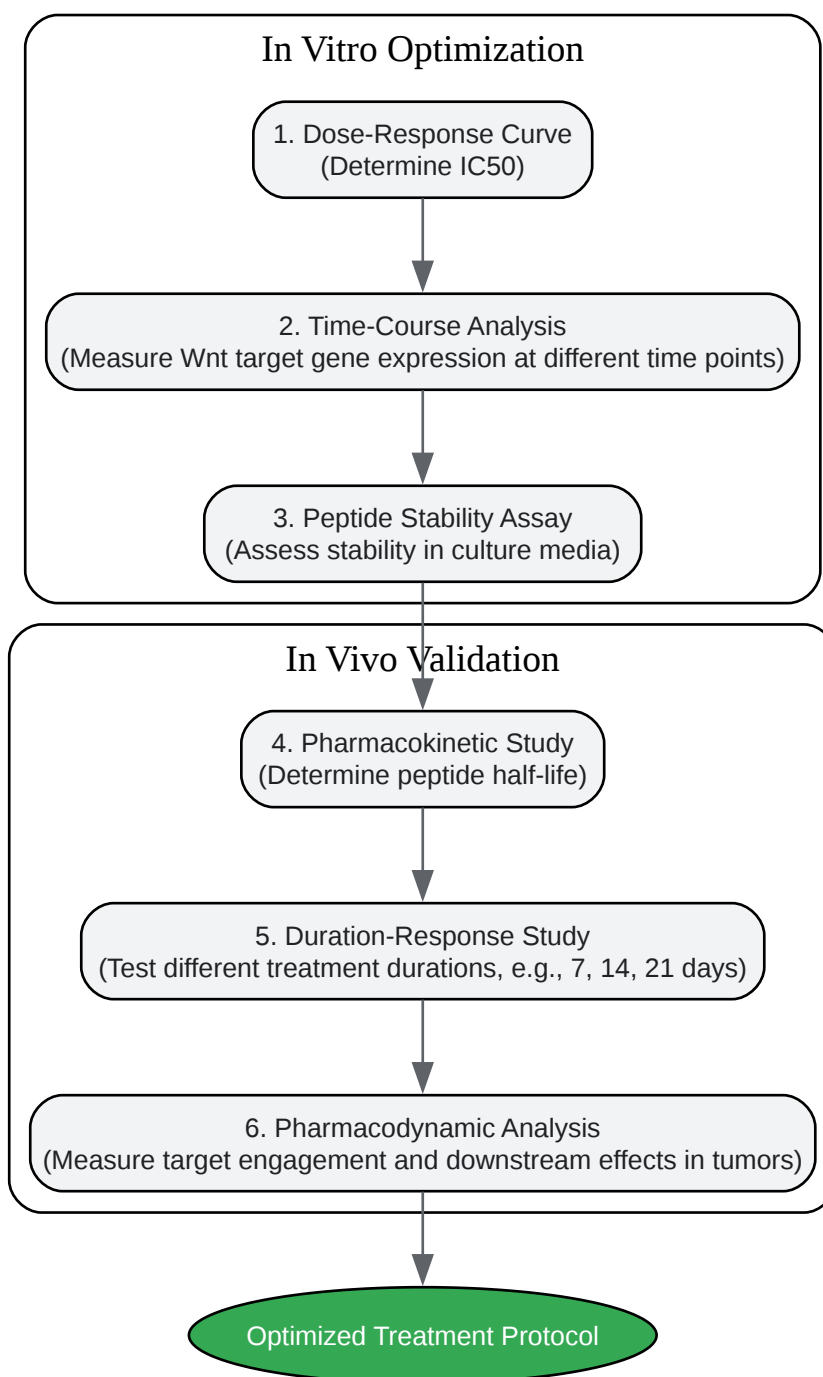 In Vitro Optimization
1. Dose-Response Curve
(Determine IC50)
2. Time-Course Analysis
(Measure Wnt target gene expression at different time points)
3. Peptide Stability Assay
(Assess stability in culture media)
In Vivo Validation
4. Pharmacokinetic Study
(Determine peptide half-life)
5. Duration-Response Study
(Test different treatment durations, e.g., 7, 14, 21 days)
6. Pharmacodynamic Analysis
(Measure target engagement and downstream effects in tumors)
Optimized Treatment Protocol